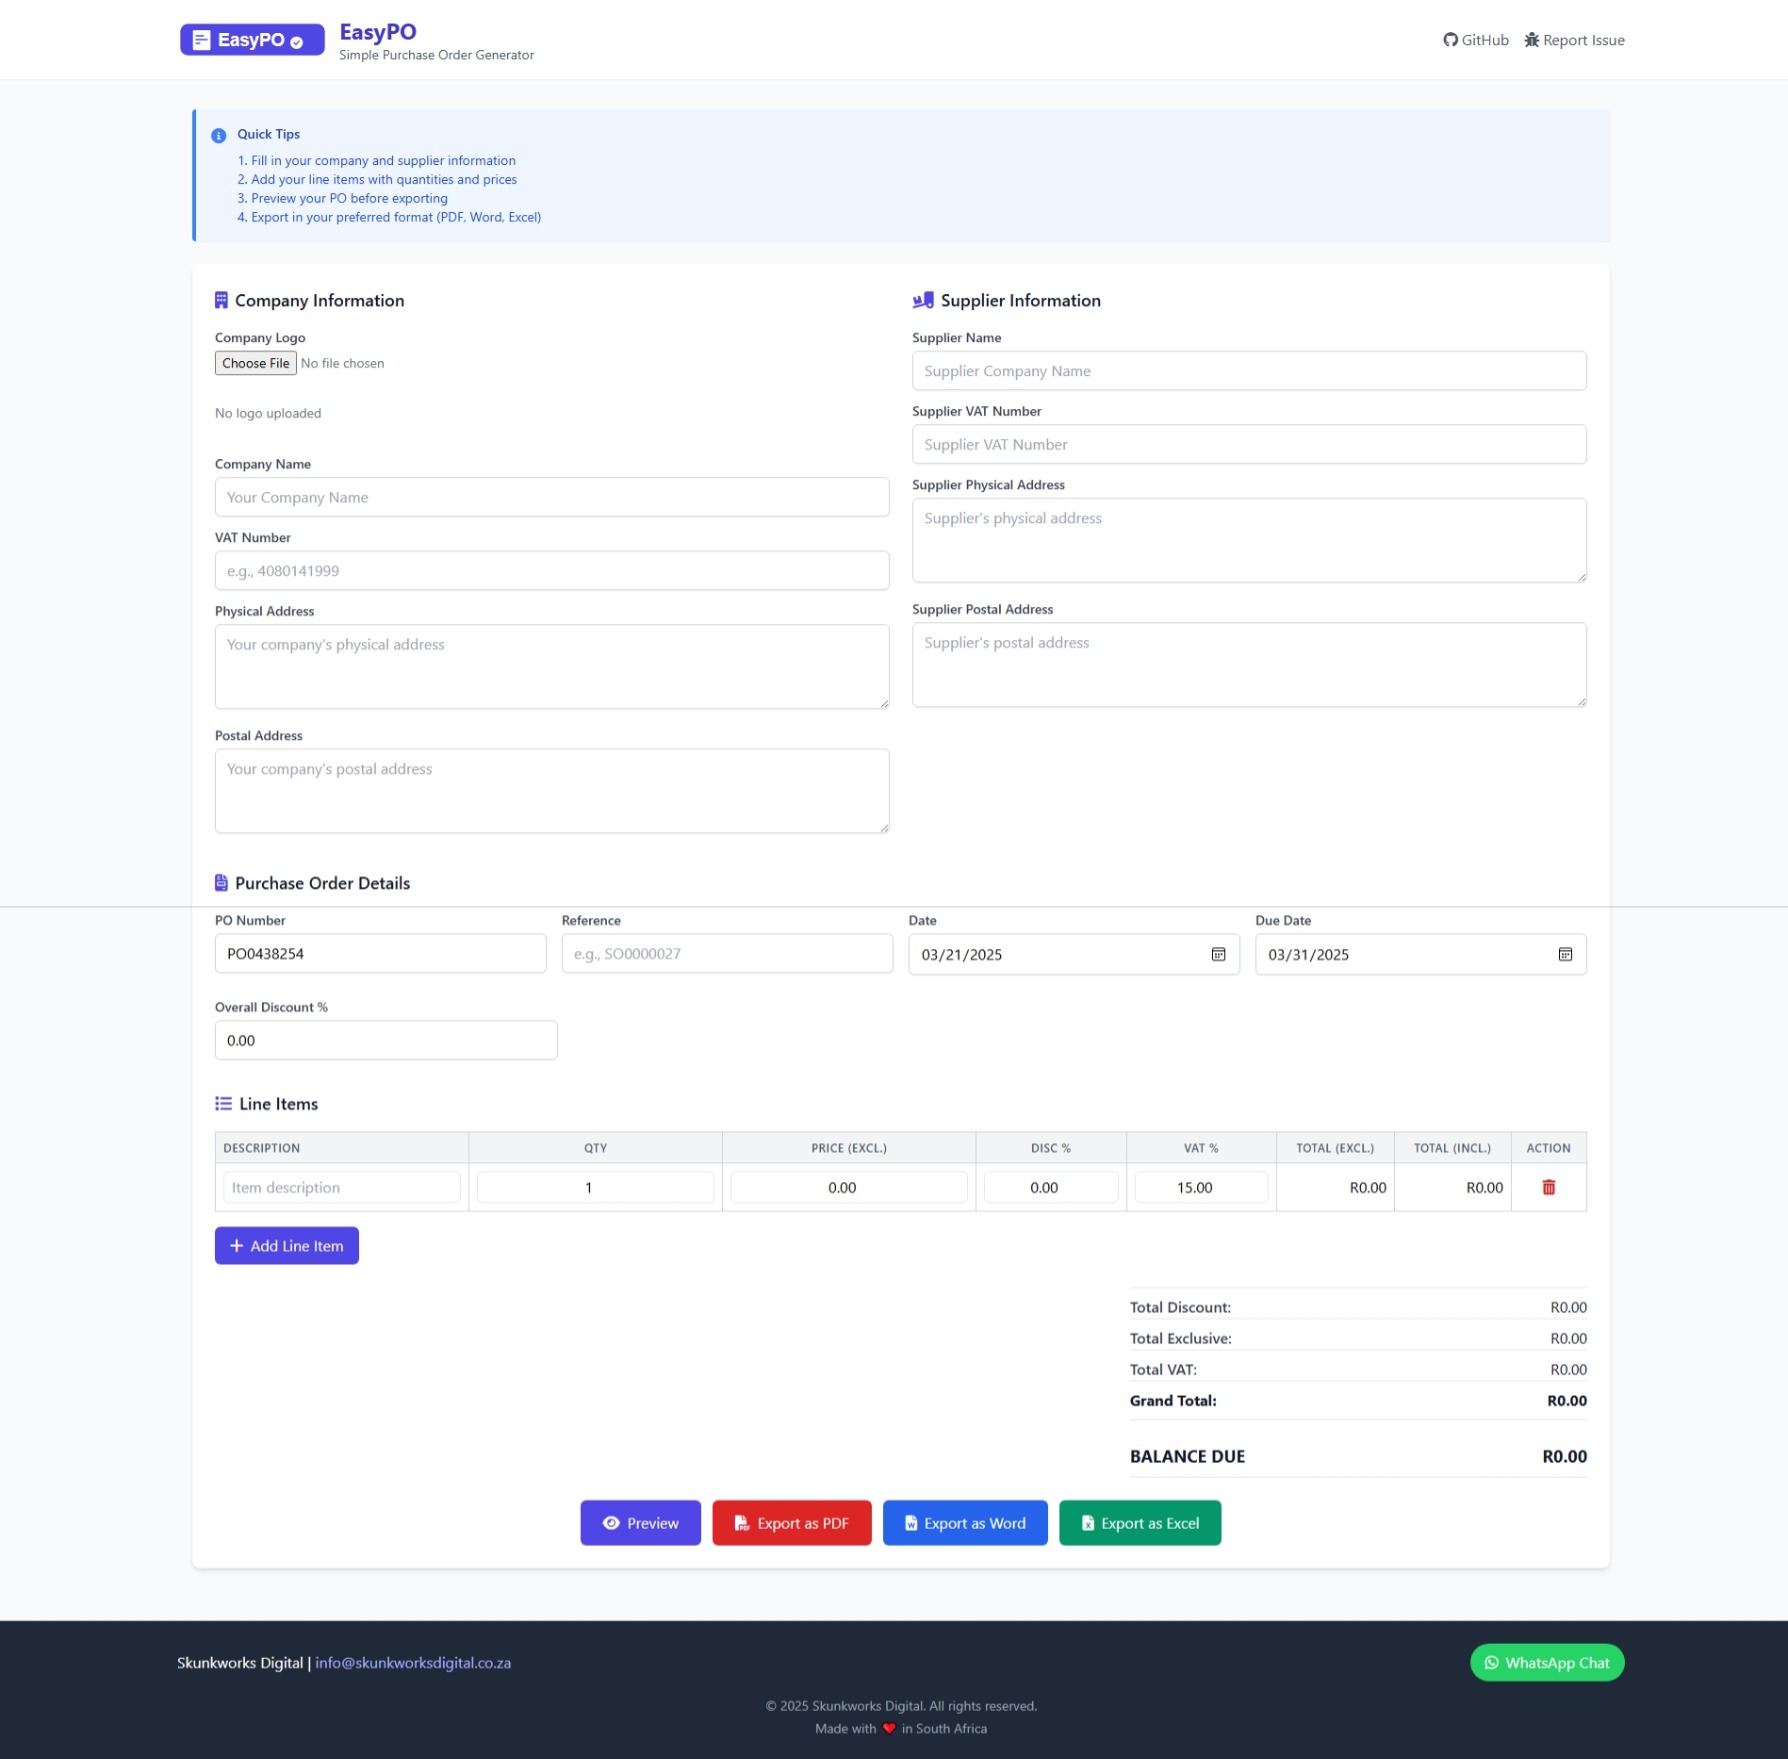 EasyPO
EasyPO
Simple Purchase Order Generator
GitHub
Report Issue
Quick Tips
1. Fill in your company and supplier information
2. Add your line items with quantities and prices
3. Preview your PO before exporting
4. Export in your preferred format (PDF, Word, Excel)
Company Information
Company Logo
Choose File No file chosen
No logo uploaded
Company Name
Your Company Name
VAT Number
e.g., 4080141999
Physical Address
Your company's physical address
Postal Address
Your company's postal address
Supplier Information
Supplier Name
Supplier Company Name
Supplier VAT Number
Supplier VAT Number
Supplier Physical Address
Supplier's physical address
Supplier Postal Address
Supplier's postal address
Purchase Order Details
PO Number
PO0438254
Reference
e.g., SO0000027
Date
03/21/2025
Due Date
03/31/2025
Overall Discount %
0.00
Line Items
DESCRIPTION QTY PRICE (EXCL.) DISC % VAT % TOTAL (EXCL.) TOTAL (INCL.) ACTION
Item description 1 0.00 0.00 15.00 R0.00 R0.00
+ Add Line Item
Total Discount: R0.00
Total Exclusive: R0.00
Total VAT: R0.00
Grand Total: R0.00
BALANCE DUE R0.00
Preview
Export as PDF
Export as Word
Export as Excel
Skunkworks Digital | info@skunkworksdigital.co.za
WhatsApp Chat
© 2025 Skunkworks Digital. All rights reserved.
Made with ❤ in South Africa